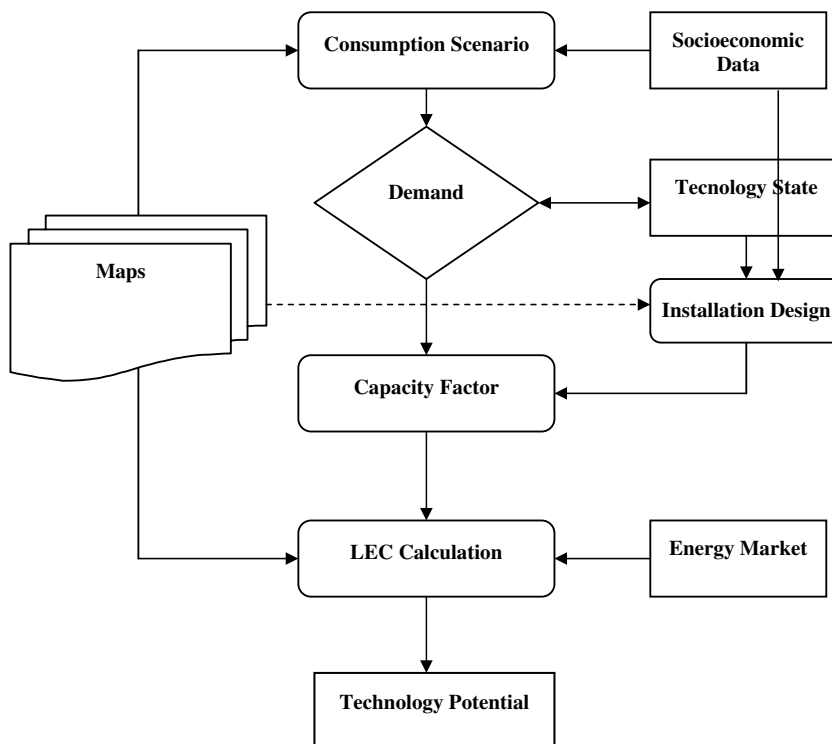 Consumption Scenario
Socioeconomic
Data
Demand
Tecnology State
Maps
Installation Design
Capacity Factor
LEC Calculation
Energy Market
Technology Potential